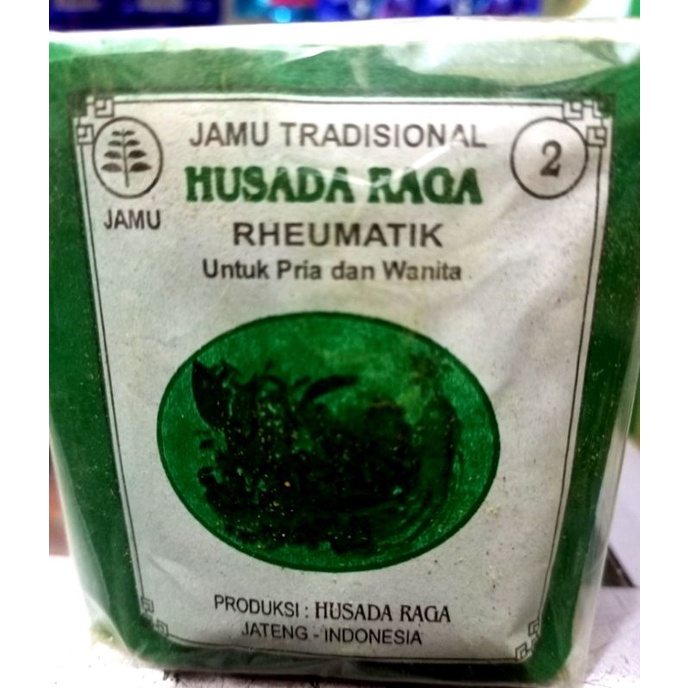 JAMU TRADISIONAL
2
HUSADA RAGA
JAMU
RHEUMATIK
Untuk Pria dan Wanita
PRODUKSI : HUSADA RAGA
JATENG - INDONESIA